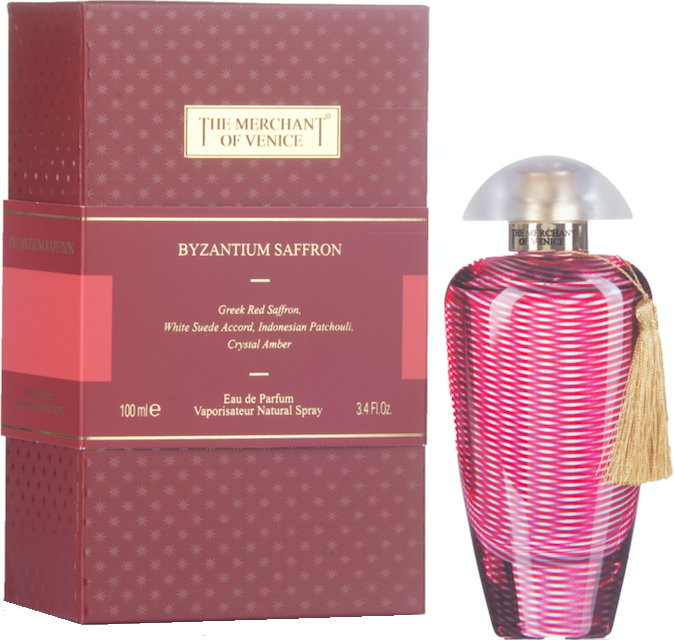 THE MERCHANT®
OF VENICE
BYZANTIUM SAFFRON
BYZANTIUM SAFFRON
Greek Red Saffron,
White Suede Accord, Indonesian Patchouli,
Crystal Amber
100 ml e
Eau de Parfum
Vaporisateur Natural Spray
3.4 Fl.Oz.
THE MERCHANT
OF VENICE